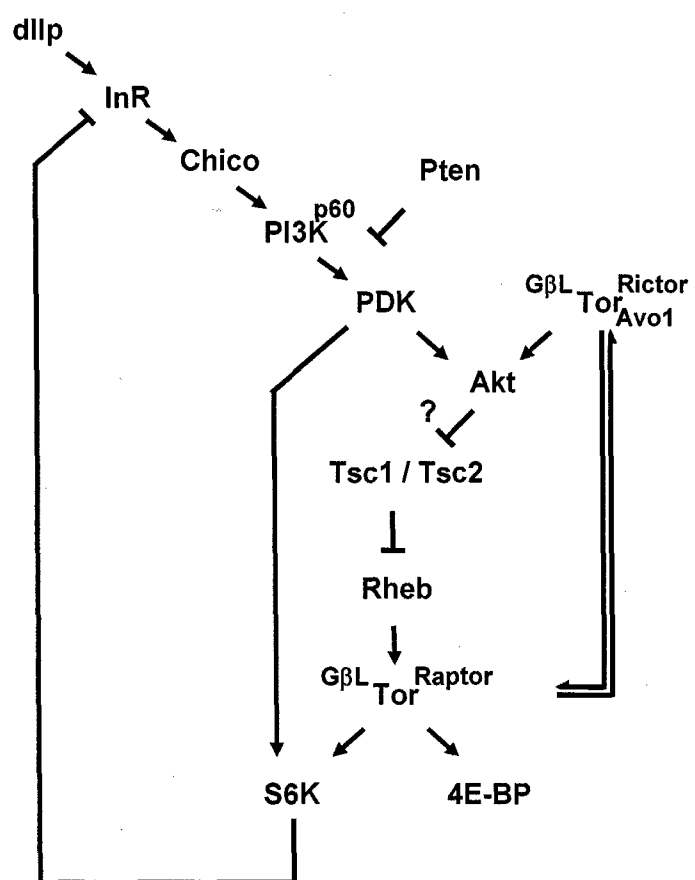 dIlp
InR
Chico
Pten
PI3K p60
PDK
GβL Tor Rictor Avo1
Akt
?
Tsc1 / Tsc2
Rheb
GβL Tor Raptor
S6K
4E-BP